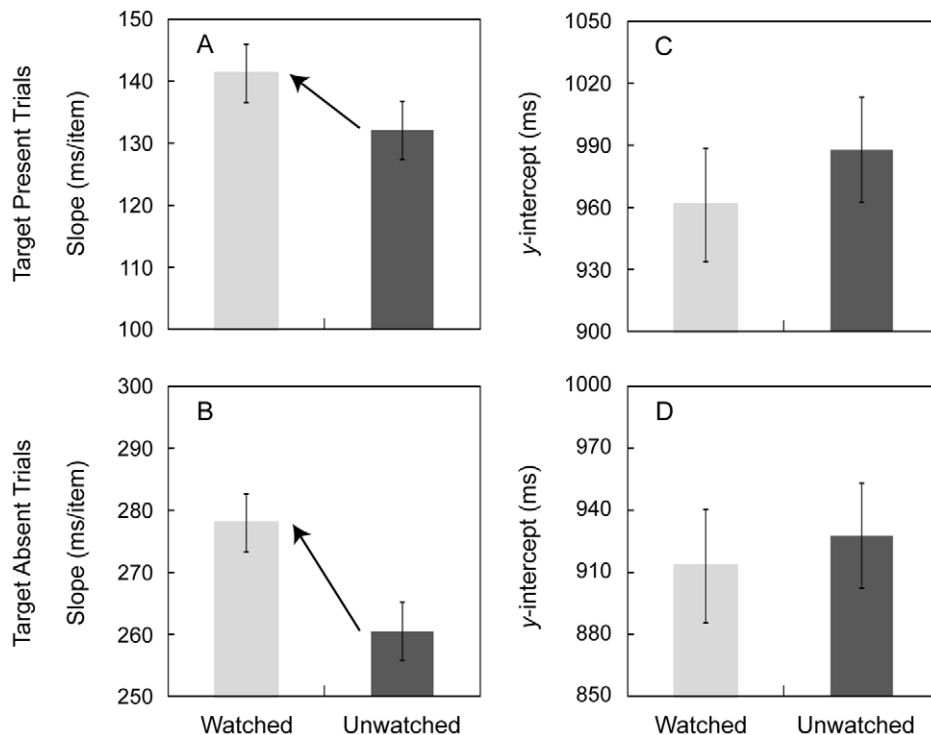 Target Present Trials
Slope (ms/item)
150
140
130
120
110
100
A
y-intercept (ms)
1050
1020
990
960
930
900
C
Target Absent Trials
Slope (ms/item)
300
290
280
270
260
250
B
Watched
Unwatched
y-intercept (ms)
1000
970
940
910
880
850
D
Watched
Unwatched